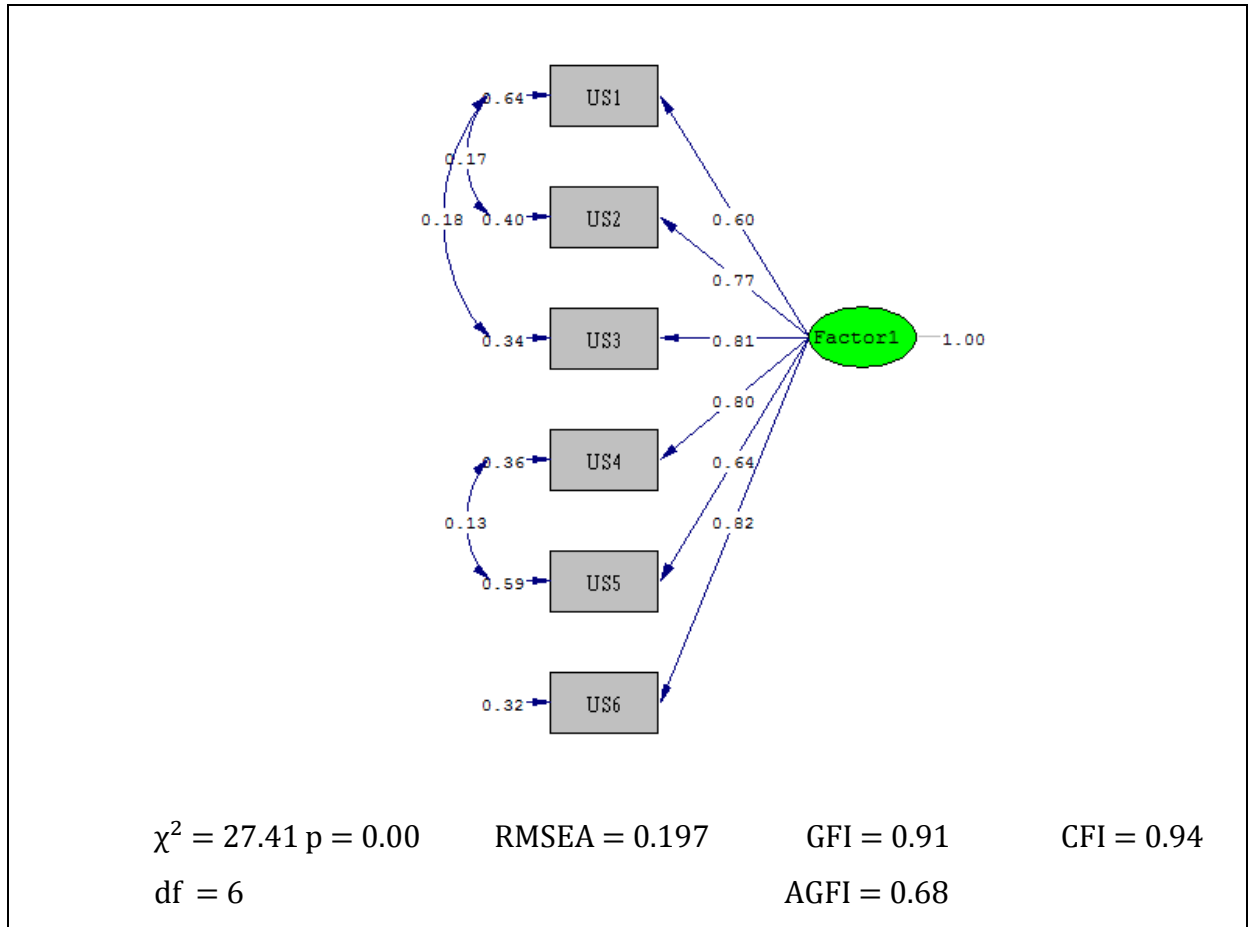 0.64 US1
0.17
0.18 0.40 US2 0.60
0.77
0.34 US3 0.81 Factor1 1.00
0.80
0.36 US4 0.64
0.13 0.82
0.59 US5
0.32 US6
χ² = 27.41 p = 0.00 RMSEA = 0.197 GFI = 0.91 CFI = 0.94
df = 6 AGFI = 0.68